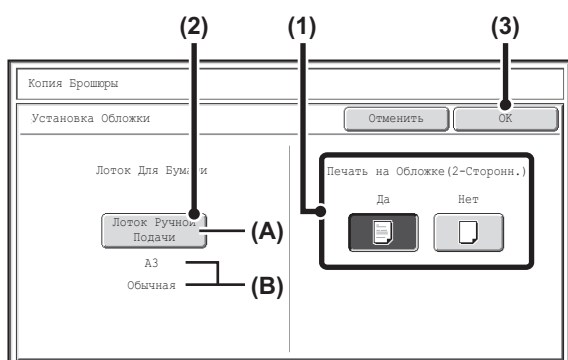 (2) (1) (3)
Копия Брошюры
Установка Обложки
Отменить
OK
Лоток Для Бумаги
Печать на Обложке(2-Сторонн.)
Да
Нет
Лоток Ручной
Подачи
(A)
A3
Обычная
(B)